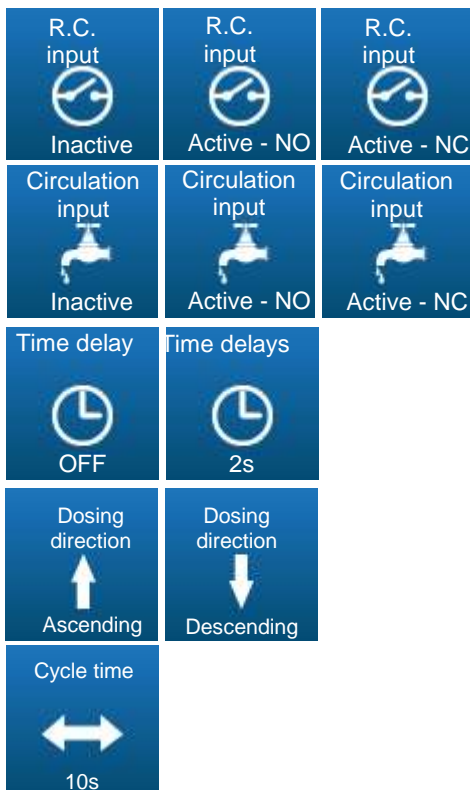 R.C.
input
Inactive
R.C.
input
Active - NO
R.C.
input
Active - NC
Circulation
input
Inactive
Circulation
input
Active - NO
Circulation
input
Active - NC
Time delay
OFF
Time delays
2s
Dosing
direction
Ascending
Dosing
direction
Descending
Cycle time
10s